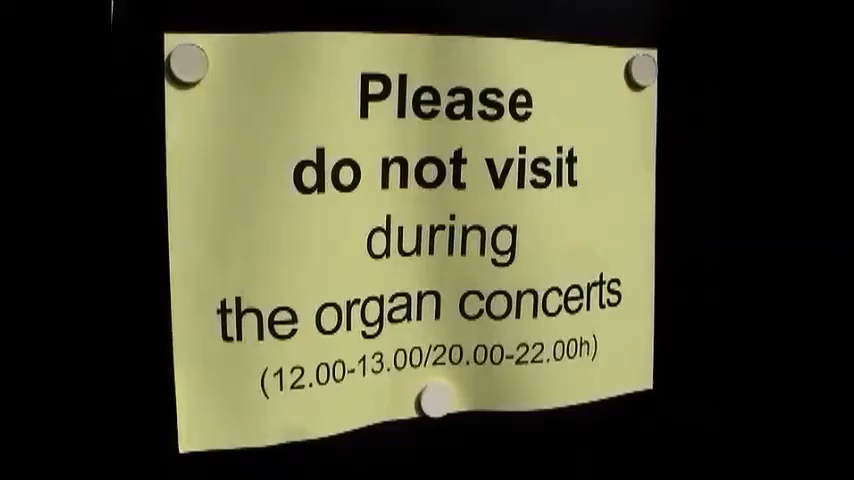 Please
do not visit
during
the organ concerts
(12.00-13.00/20.00-22.00h)